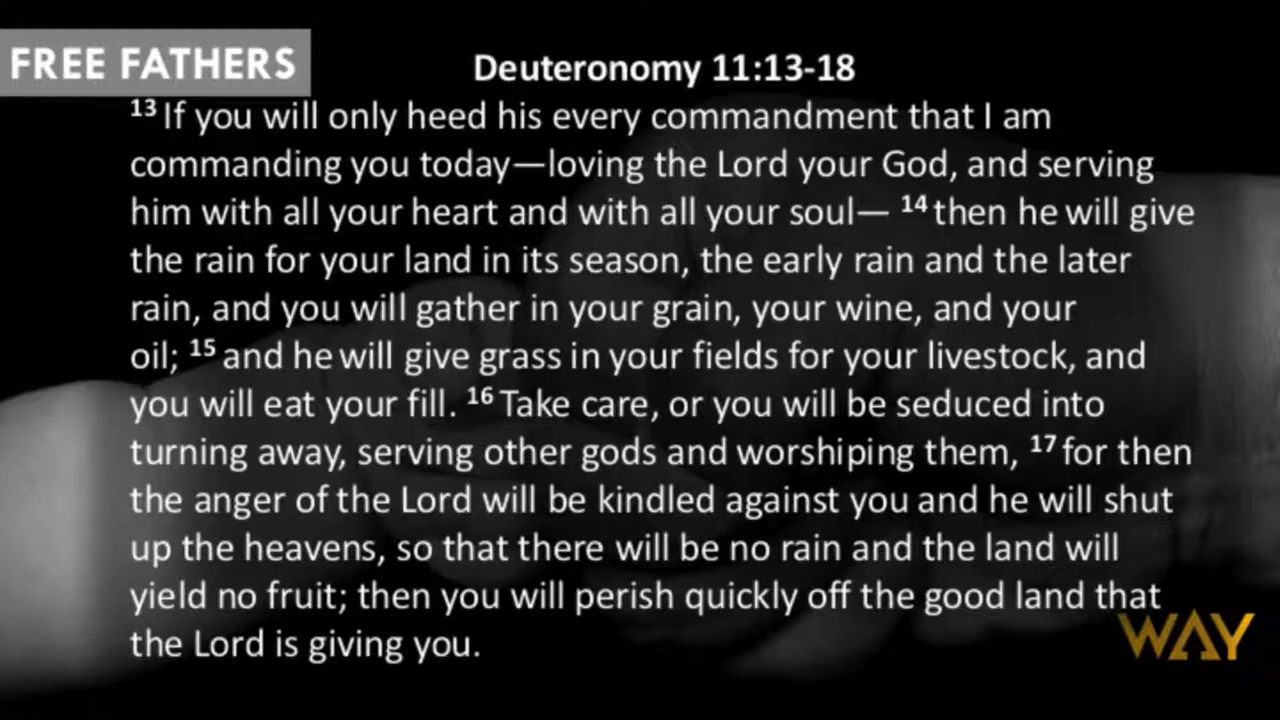 FREE FATHERS
Deuteronomy 11:13-18
13 If you will only heed his every commandment that I am
commanding you today—loving the Lord your God, and serving
him with all your heart and with all your soul— 14 then he will give
the rain for your land in its season, the early rain and the later
rain, and you will gather in your grain, your wine, and your
oil; 15 and he will give grass in your fields for your livestock, and
you will eat your fill. 16 Take care, or you will be seduced into
turning away, serving other gods and worshiping them, 17 for then
the anger of the Lord will be kindled against you and he will shut
up the heavens, so that there will be no rain and the land will
yield no fruit; then you will perish quickly off the good land that
the Lord is giving you.
WAY